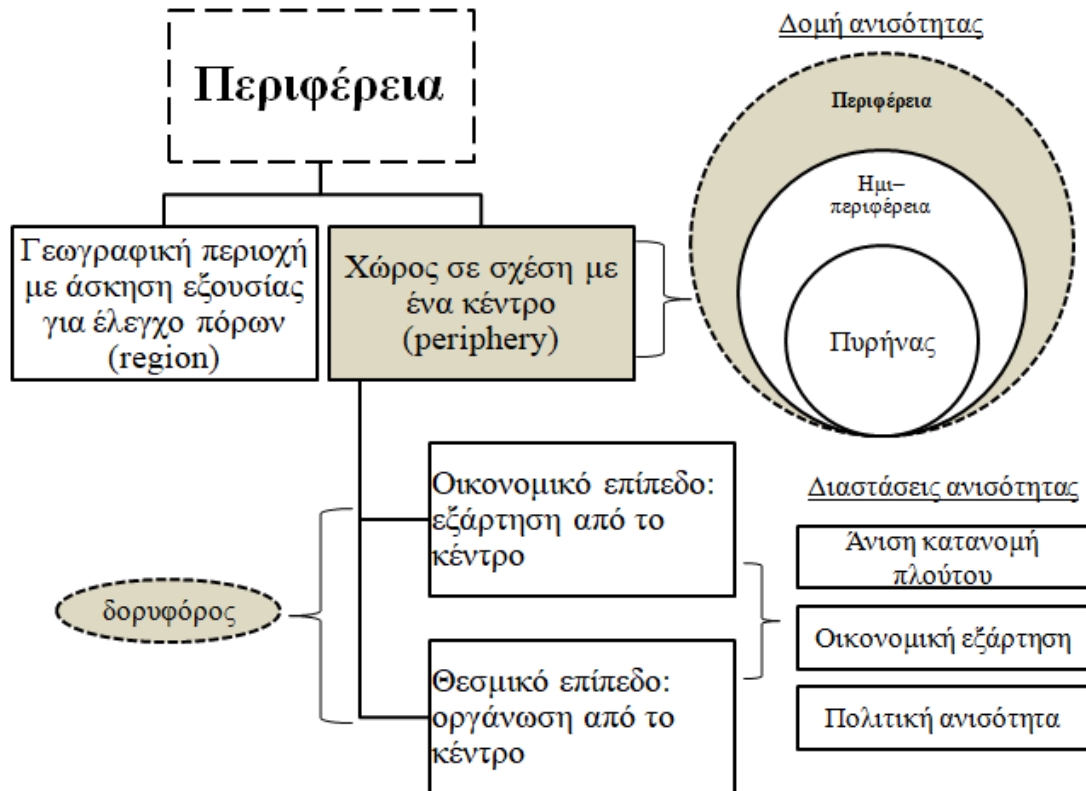 Περιφέρεια
Γεωγραφική περιοχή
με άσκηση εξουσίας
για έλεγχο πόρων
(region)
Χώρος σε σχέση με
ένα κέντρο
(periphery)
Δομή ανισότητας
Περιφέρεια
Ημι–
περιφέρεια
Πυρήνας
Οικονομικό επίπεδο:
εξάρτηση από το
κέντρο
Θεσμικό επίπεδο:
οργάνωση από το
κέντρο
δορυφόρος
Διαστάσεις ανισότητας
Άνιση κατανομή
πλούτου
Οικονομική εξάρτηση
Πολιτική ανισότητα